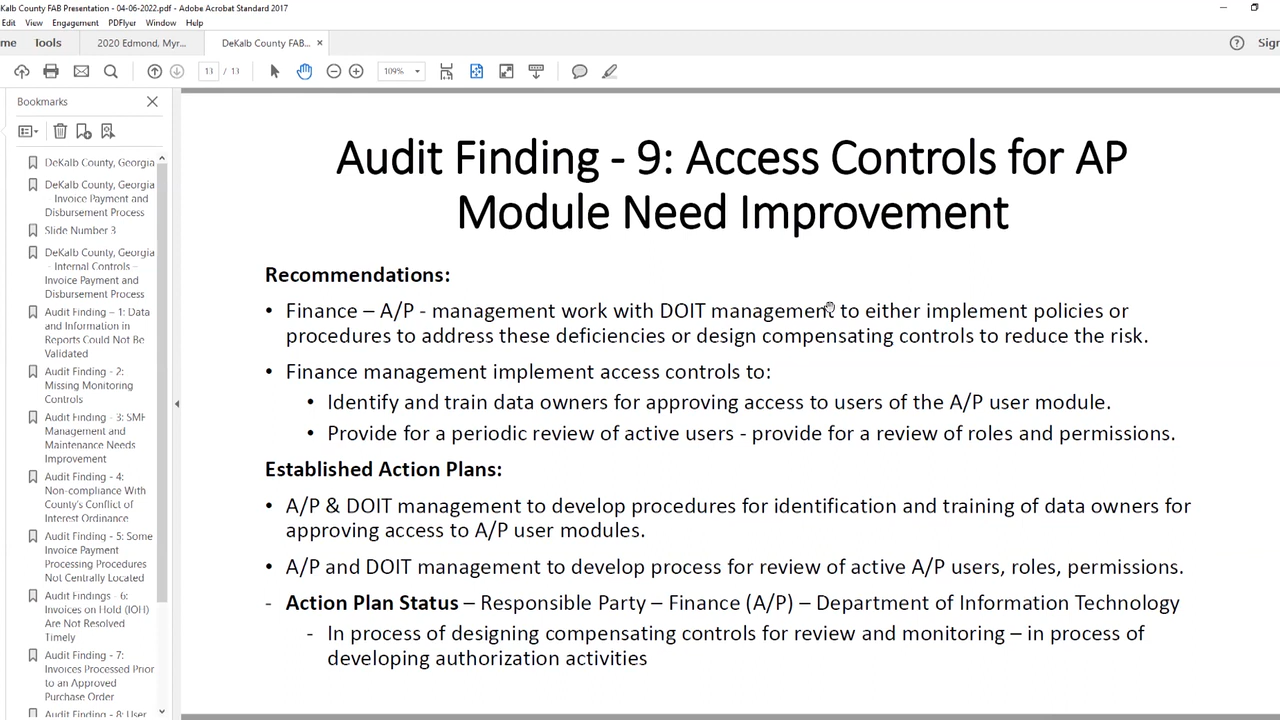 Kalb County FAB Presentation - 04-06-2022.pdf - Adobe Acrobat Standard 2017
Edit View Engagement PDFlyer Window Help
me Tools 2020 Edmond, Myr... DeKalb County FAB... × Sign
13 / 13 109%
Bookmarks
DeKalb County, Georgia
DeKalb County, Georgia
Invoice Payment and
Disbursement Process
Slide Number 3
DeKalb County, Georgia
- Internal Controls –
Invoice Payment and
Disbursement Process
Audit Finding – 1: Data
and Information in
Reports Could Not Be
Validated
Audit Finding - 2:
Missing Monitoring
Controls
Audit Finding - 3: SMF
Management and
Maintenance Needs
Improvement
Audit Finding - 4:
Non-compliance With
County's Conflict of
Interest Ordinance
Audit Finding - 5: Some
Invoice Payment
Processing Procedures
Not Centrally Located
Audit Findings - 6:
Invoices on Hold (IOH)
Are Not Resolved
Timely
Audit Finding - 7:
Invoices Processed Prior
to an Approved
Purchase Order
Audit Finding - 8: User
Audit Finding - 9: Access Controls for AP
Module Need Improvement
Recommendations:
• Finance – A/P - management work with DOIT management to either implement policies or
procedures to address these deficiencies or design compensating controls to reduce the risk.
• Finance management implement access controls to:
• Identify and train data owners for approving access to users of the A/P user module.
• Provide for a periodic review of active users - provide for a review of roles and permissions.
Established Action Plans:
• A/P & DOIT management to develop procedures for identification and training of data owners for
approving access to A/P user modules.
• A/P and DOIT management to develop process for review of active A/P users, roles, permissions.
- Action Plan Status – Responsible Party – Finance (A/P) – Department of Information Technology
- In process of designing compensating controls for review and monitoring – in process of
developing authorization activities